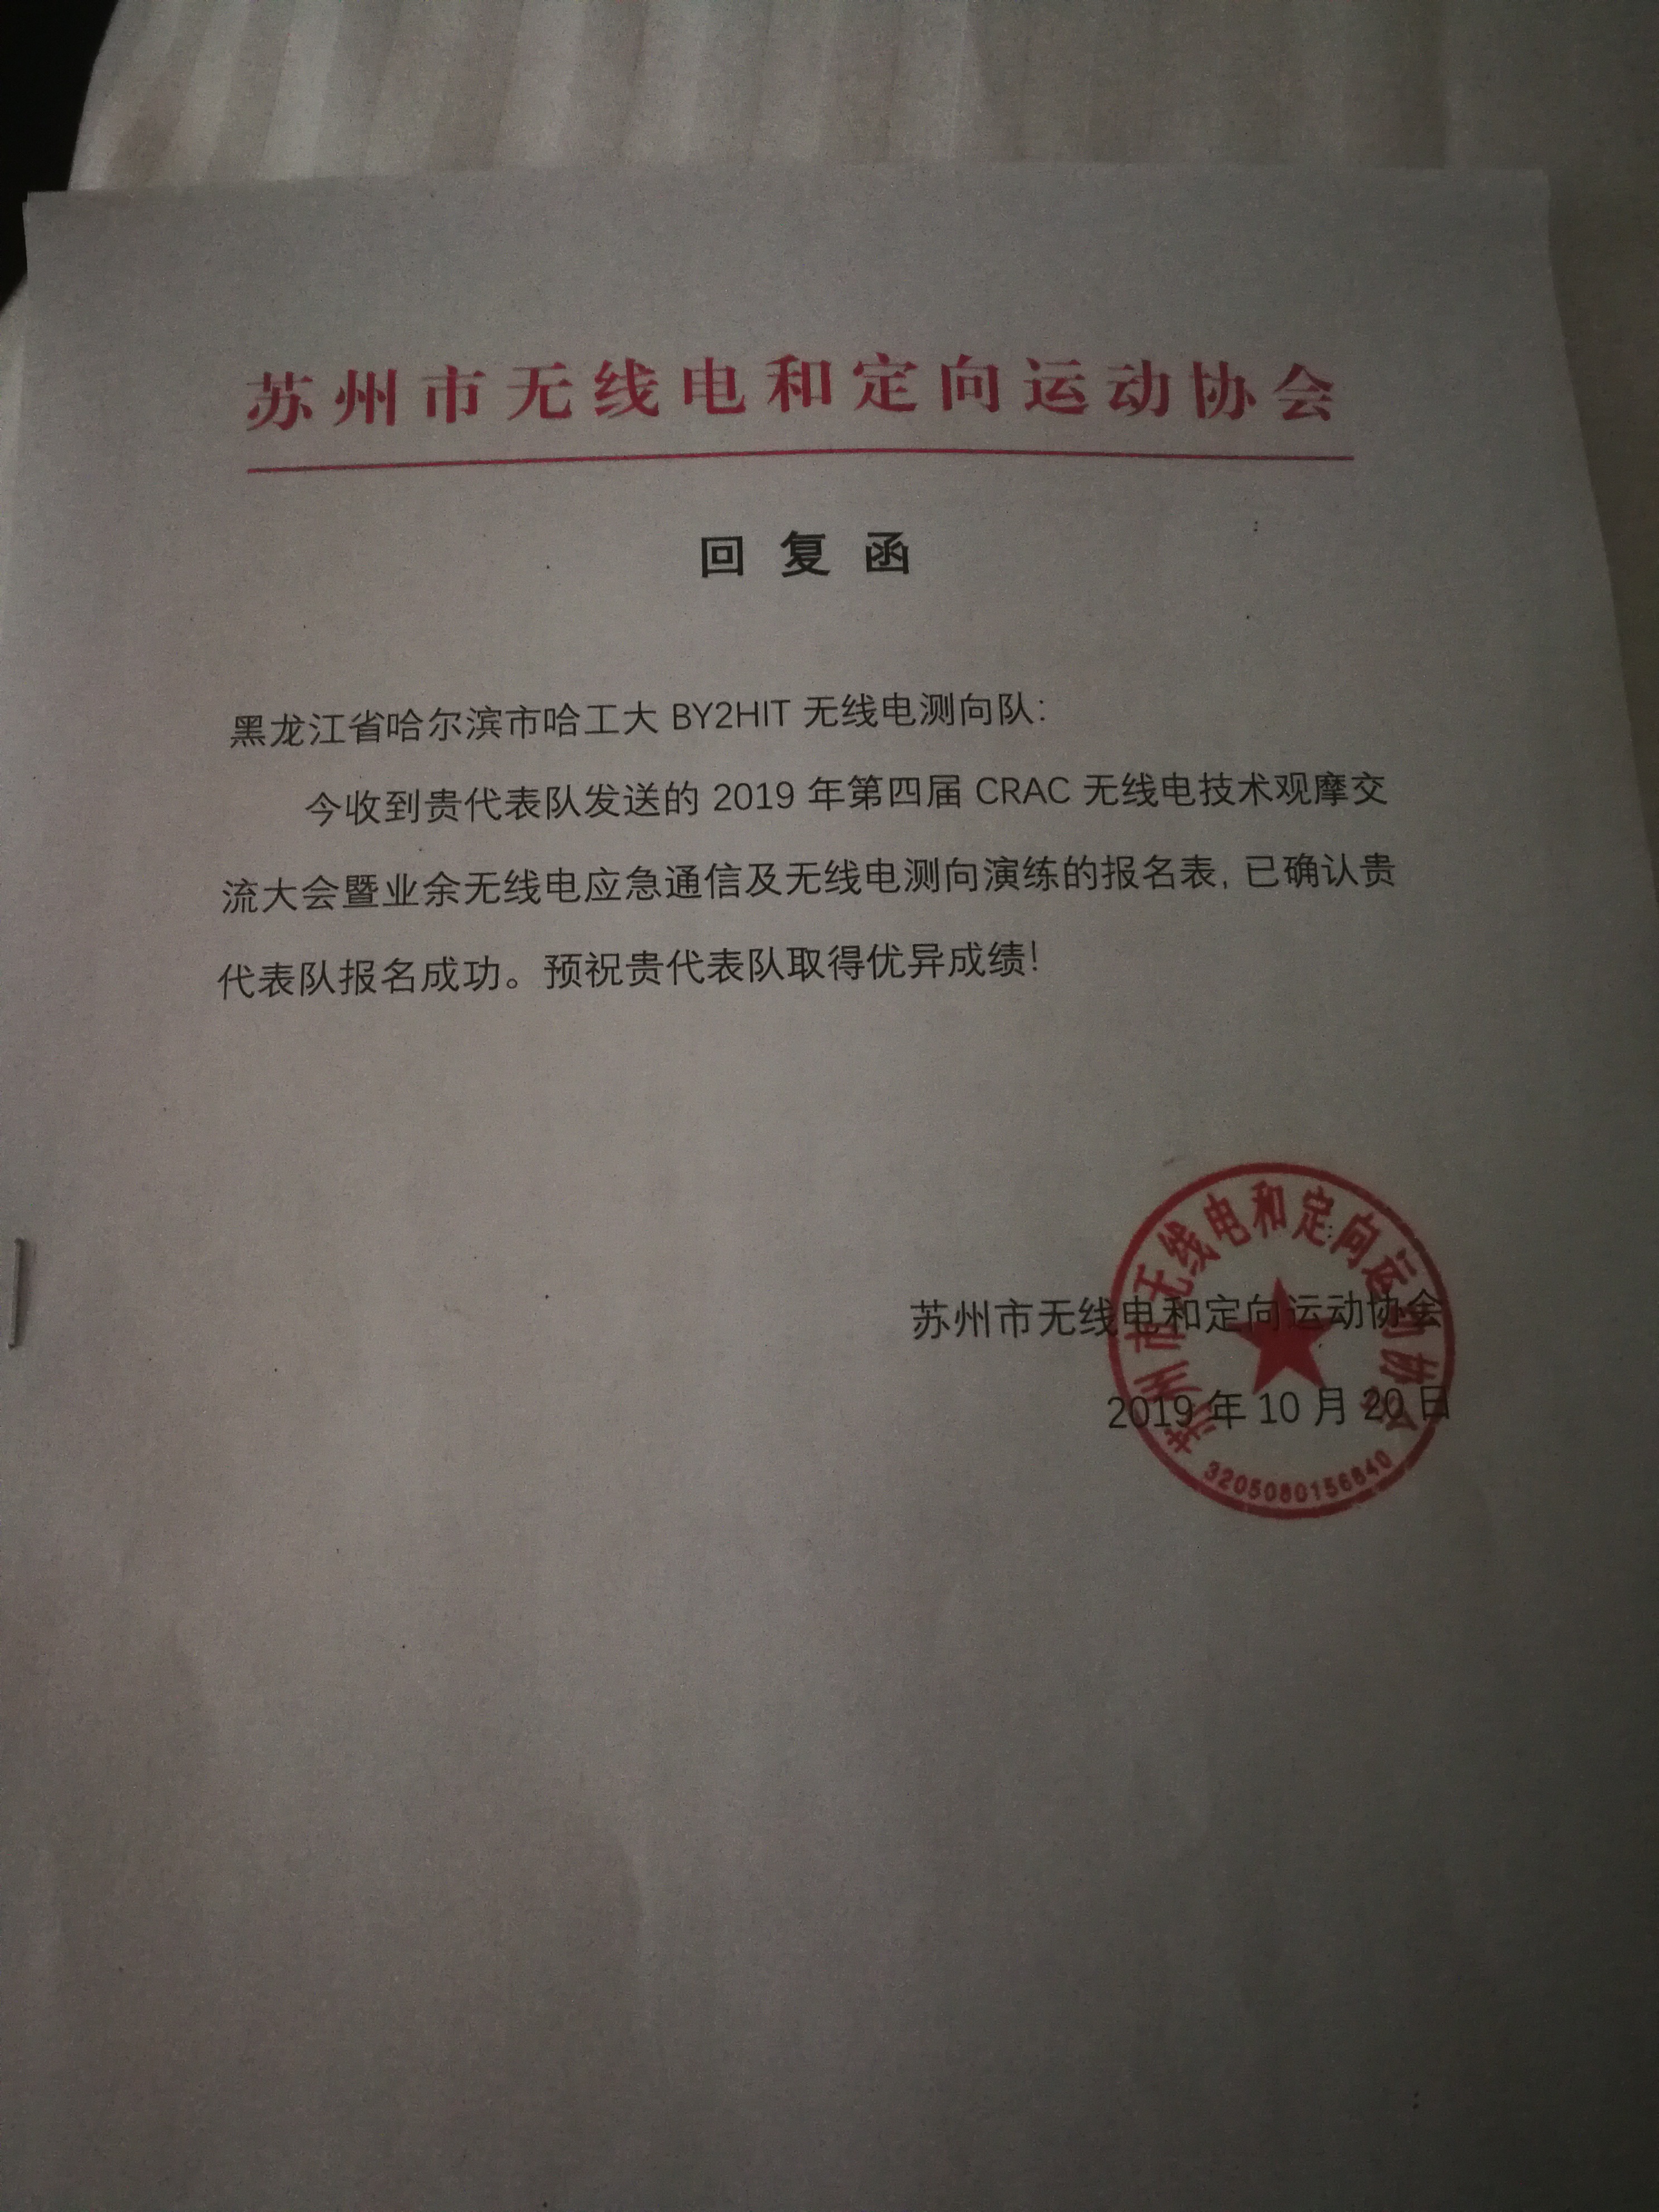 苏州市无线电和定向运动协会
回复函
黑龙江省哈尔滨市哈工大 BY2HIT 无线电测向队:
今收到贵代表队发送的 2019 年第四届 CRAC 无线电技术观摩交
流大会暨业余无线电应急通信及无线电测向演练的报名表, 已确认贵
代表队报名成功。预祝贵代表队取得优异成绩!
苏州市无线电和定向运动协会
苏州市无线电和定向运动协会
2019 年 10 月 20 日